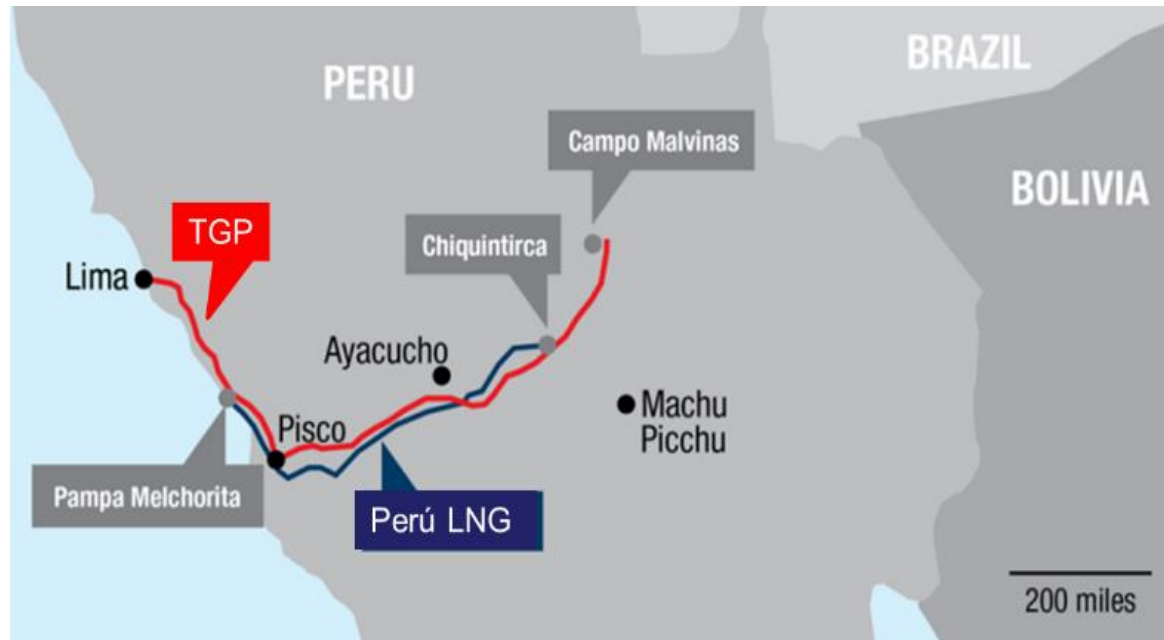 BRAZIL
PERU
Campo Malvinas
BOLIVIA
TGP
Chiquintirca
Lima
Ayacucho
Machu
Picchu
Pisco
Pampa Melchorita
Perú LNG
200 miles